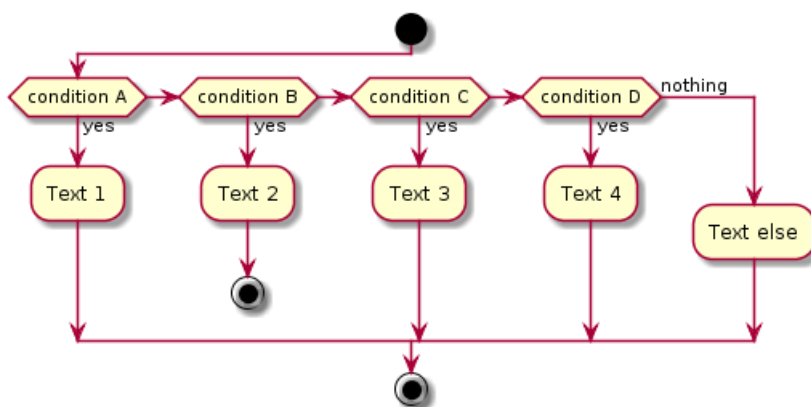 nothing
condition A
condition B
condition C
condition D
yes
yes
yes
yes
Text 1
Text 2
Text 3
Text 4
Text else